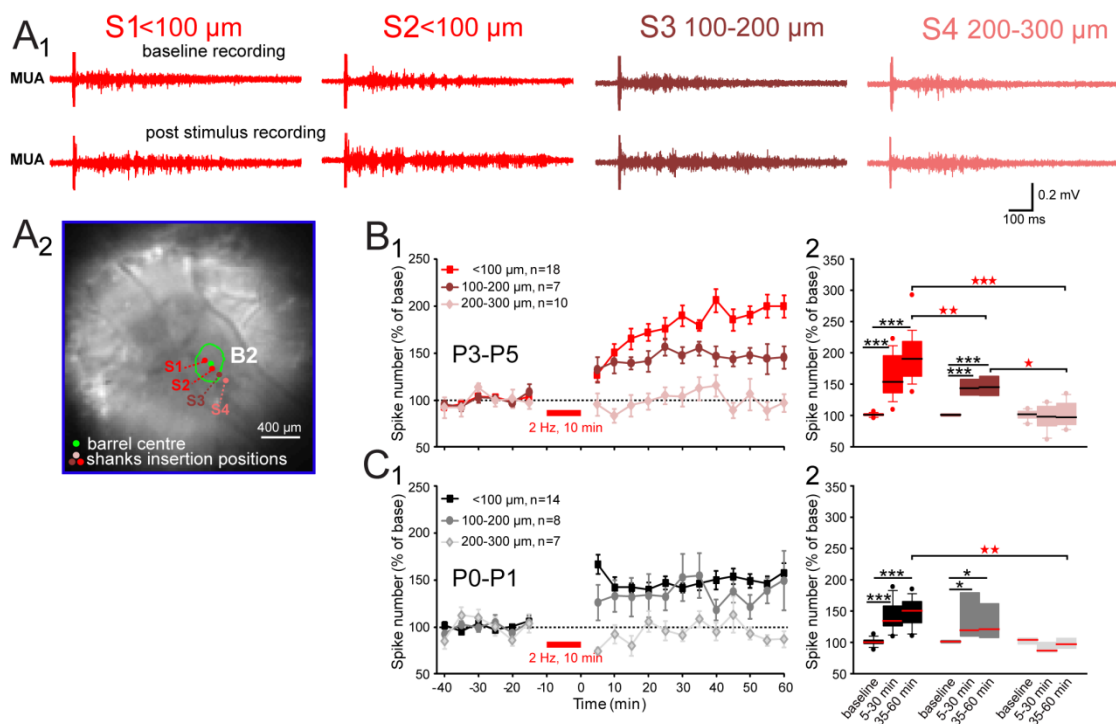 A1
S1<100 µm
S2<100 µm
S3 100-200 µm
S4 200-300 µm
baseline recording
MUA
post stimulus recording
MUA
0.2 mV
100 ms
A2
B2
S1
S2
S3
S4
400 µm
barrel centre
shanks insertion positions
B1
Spike number (% of base)
200
150
100
50
<100 µm, n=18
100-200 µm, n=7
200-300 µm, n=10
P3-P5
2 Hz, 10 min
2
Spike number (% of base)
350
300
250
200
150
100
50
*** *** *** *** ★★ ★★★ ★
C1
Spike number (% of base)
200
150
100
50
<100 µm, n=14
100-200 µm, n=8
200-300 µm, n=7
P0-P1
2 Hz, 10 min
-40 -30 -20 -10 0 10 20 30 40 50 60
Time (min)
2
Spike number (% of base)
250
200
150
100
50
*** *** * * ★★
baseline 5-30 min 35-60 min baseline 5-30 min 35-60 min baseline 5-30 min 35-60 min